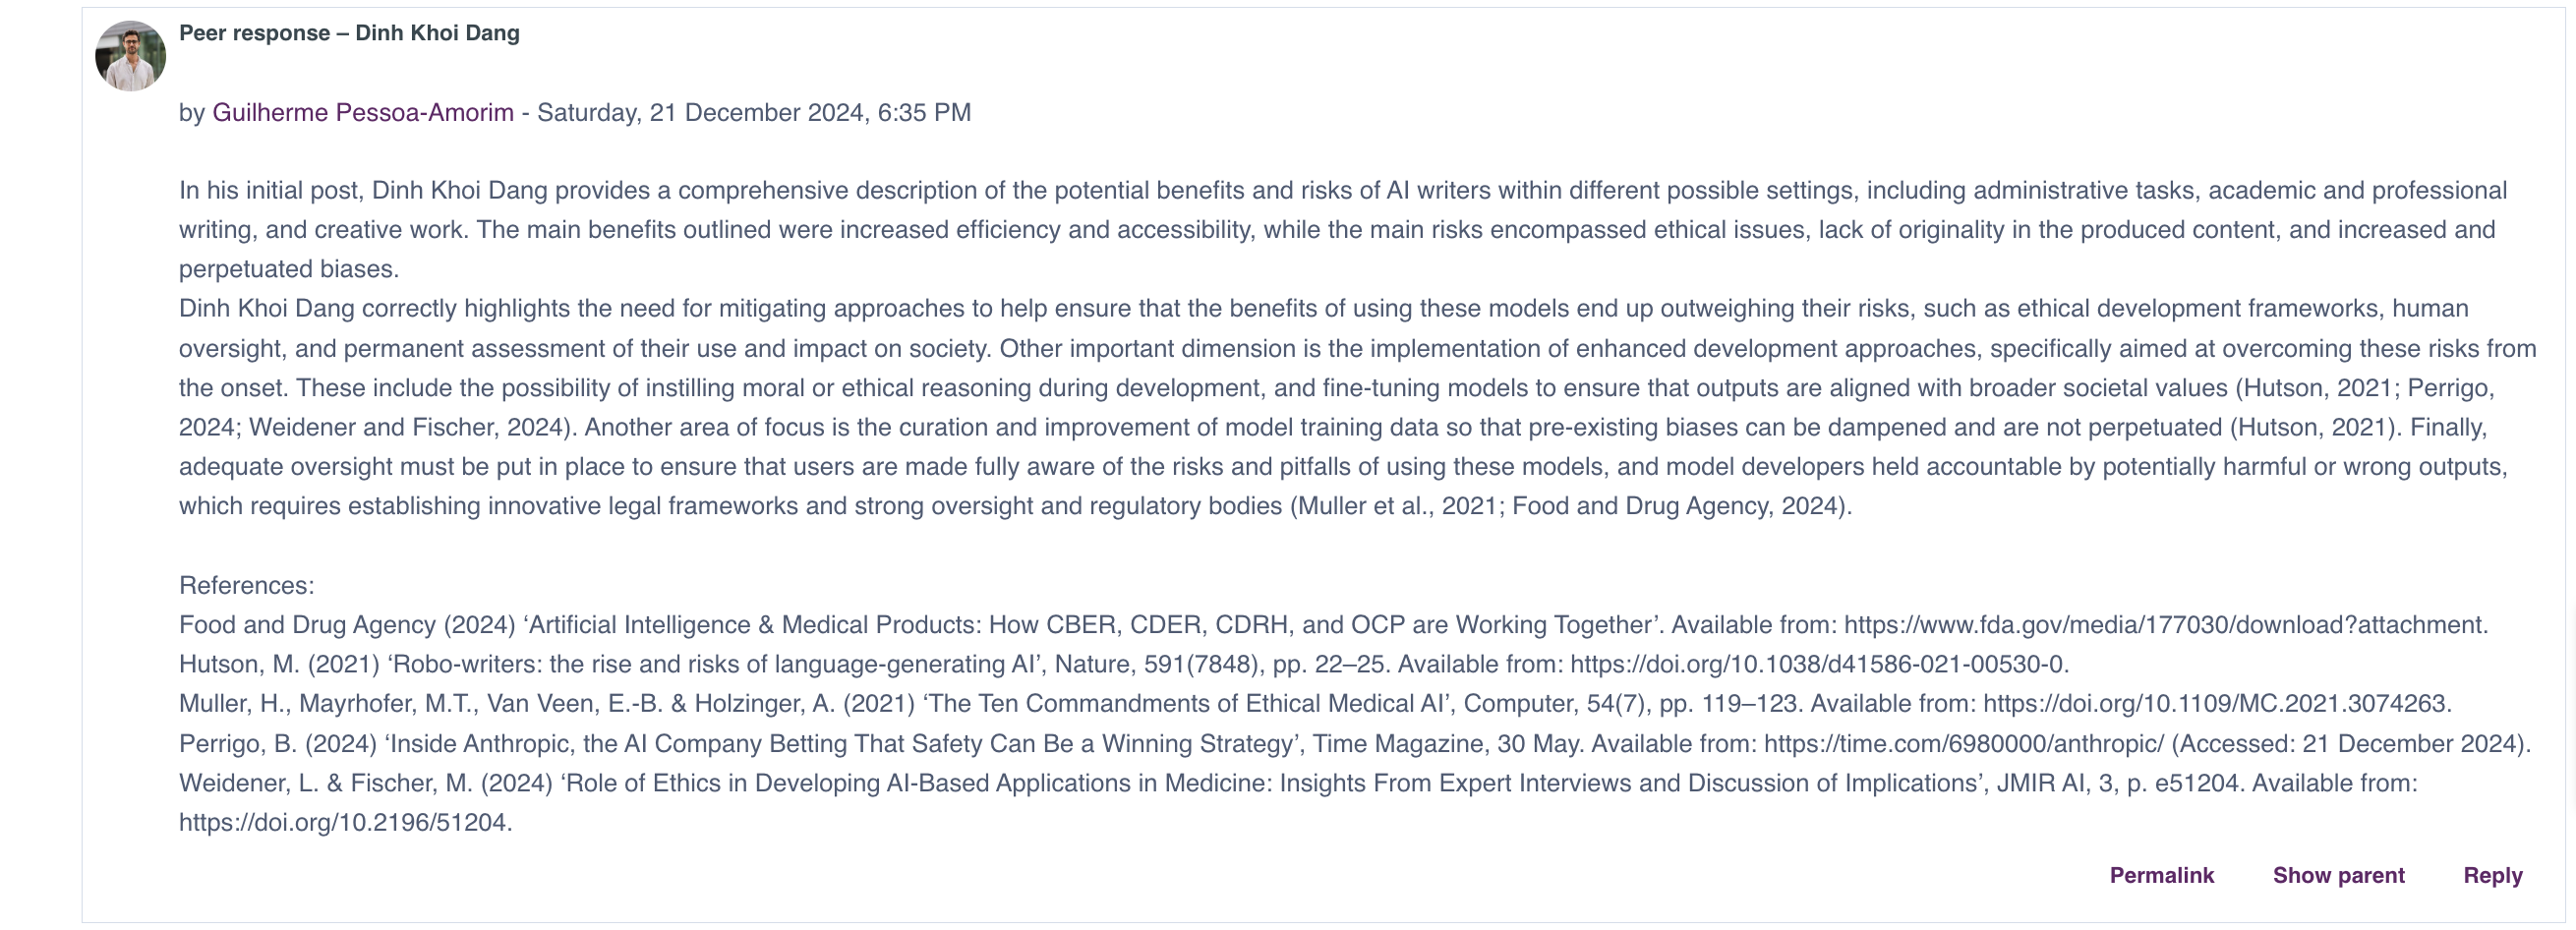 Peer response – Dinh Khoi Dang
by Guilherme Pessoa-Amorim - Saturday, 21 December 2024, 6:35 PM
In his initial post, Dinh Khoi Dang provides a comprehensive description of the potential benefits and risks of AI writers within different possible settings, including administrative tasks, academic and professional
writing, and creative work. The main benefits outlined were increased efficiency and accessibility, while the main risks encompassed ethical issues, lack of originality in the produced content, and increased and
perpetuated biases.
Dinh Khoi Dang correctly highlights the need for mitigating approaches to help ensure that the benefits of using these models end up outweighing their risks, such as ethical development frameworks, human
oversight, and permanent assessment of their use and impact on society. Other important dimension is the implementation of enhanced development approaches, specifically aimed at overcoming these risks from
the onset. These include the possibility of instilling moral or ethical reasoning during development, and fine-tuning models to ensure that outputs are aligned with broader societal values (Hutson, 2021; Perrigo,
2024; Weidener and Fischer, 2024). Another area of focus is the curation and improvement of model training data so that pre-existing biases can be dampened and are not perpetuated (Hutson, 2021). Finally,
adequate oversight must be put in place to ensure that users are made fully aware of the risks and pitfalls of using these models, and model developers held accountable by potentially harmful or wrong outputs,
which requires establishing innovative legal frameworks and strong oversight and regulatory bodies (Muller et al., 2021; Food and Drug Agency, 2024).
References:
Food and Drug Agency (2024) ‘Artificial Intelligence & Medical Products: How CBER, CDER, CDRH, and OCP are Working Together’. Available from: https://www.fda.gov/media/177030/download?attachment.
Hutson, M. (2021) ‘Robo-writers: the rise and risks of language-generating AI’, Nature, 591(7848), pp. 22–25. Available from: https://doi.org/10.1038/d41586-021-00530-0.
Muller, H., Mayrhofer, M.T., Van Veen, E.-B. & Holzinger, A. (2021) ‘The Ten Commandments of Ethical Medical AI’, Computer, 54(7), pp. 119–123. Available from: https://doi.org/10.1109/MC.2021.3074263.
Perrigo, B. (2024) ‘Inside Anthropic, the AI Company Betting That Safety Can Be a Winning Strategy’, Time Magazine, 30 May. Available from: https://time.com/6980000/anthropic/ (Accessed: 21 December 2024).
Weidener, L. & Fischer, M. (2024) ‘Role of Ethics in Developing AI-Based Applications in Medicine: Insights From Expert Interviews and Discussion of Implications’, JMIR AI, 3, p. e51204. Available from:
https://doi.org/10.2196/51204.
Permalink Show parent Reply